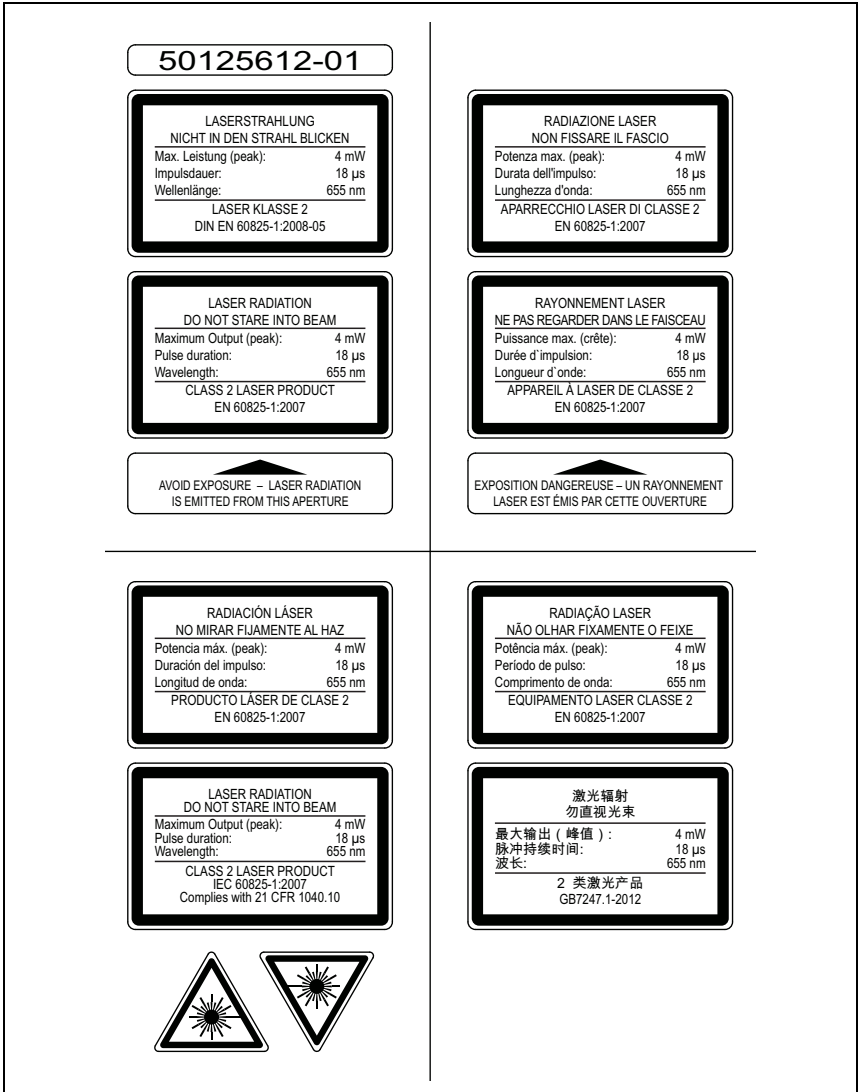 50125612-01
LASERSTRAHLUNG
NICHT IN DEN STRAHL BLICKEN
Max. Leistung (peak): 4 mW
Impulsdauer: 18 µs
Wellenlänge: 655 nm
LASER KLASSE 2
DIN EN 60825-1:2008-05
RADIAZIONE LASER
NON FISSARE IL FASCIO
Potenza max. (peak): 4 mW
Durata dell'impulso: 18 µs
Lunghezza d'onda: 655 nm
APARRECCHIO LASER DI CLASSE 2
EN 60825-1:2007
LASER RADIATION
DO NOT STARE INTO BEAM
Maximum Output (peak): 4 mW
Pulse duration: 18 µs
Wavelength: 655 nm
CLASS 2 LASER PRODUCT
EN 60825-1:2007
RAYONNEMENT LASER
NE PAS REGARDER DANS LE FAISCEAU
Puissance max. (crête): 4 mW
Durée d`impulsion: 18 µs
Longueur d`onde: 655 nm
APPAREIL À LASER DE CLASSE 2
EN 60825-1:2007
AVOID EXPOSURE – LASER RADIATION
IS EMITTED FROM THIS APERTURE
EXPOSITION DANGEREUSE – UN RAYONNEMENT
LASER EST ÉMIS PAR CETTE OUVERTURE
RADIACIÓN LÁSER
NO MIRAR FIJAMENTE AL HAZ
Potencia máx. (peak): 4 mW
Duración del impulso: 18 µs
Longitud de onda: 655 nm
PRODUCTO LÁSER DE CLASE 2
EN 60825-1:2007
RADIAÇÃO LASER
NÃO OLHAR FIXAMENTE O FEIXE
Potência máx. (peak): 4 mW
Período de pulso: 18 µs
Comprimento de onda: 655 nm
EQUIPAMENTO LASER CLASSE 2
EN 60825-1:2007
LASER RADIATION
DO NOT STARE INTO BEAM
Maximum Output (peak): 4 mW
Pulse duration: 18 µs
Wavelength: 655 nm
CLASS 2 LASER PRODUCT
IEC 60825-1:2007
Complies with 21 CFR 1040.10
激光辐射
勿直视光束
最大输出（峰值）: 4 mW
脉冲持续时间: 18 µs
波长: 655 nm
2 类激光产品
GB7247.1-2012